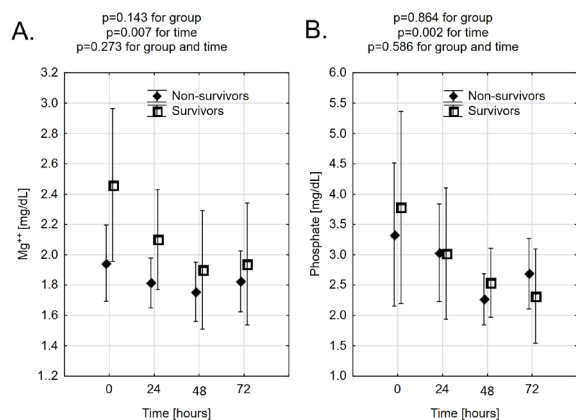 A.
p=0.143 for group
p=0.007 for time
p=0.273 for group and time
3.2
3.0
2.8
2.6
2.4
2.2
2.0
1.8
1.6
1.4
1..2
Mg++ [mg/dL]
Non-survivors
Survivors
0
24
48
72
Time [hours]
B.
p=0.864 for group
p=0.002 for time
p=0.586 for group and time
6.0
5.5
5.0
4.5
4.0
3.5
3.0
2.5
2.0
1.5
1.0
Phosphate [mg/dL]
Non-survivors
Survivors
0
24
48
72
Time [hours]